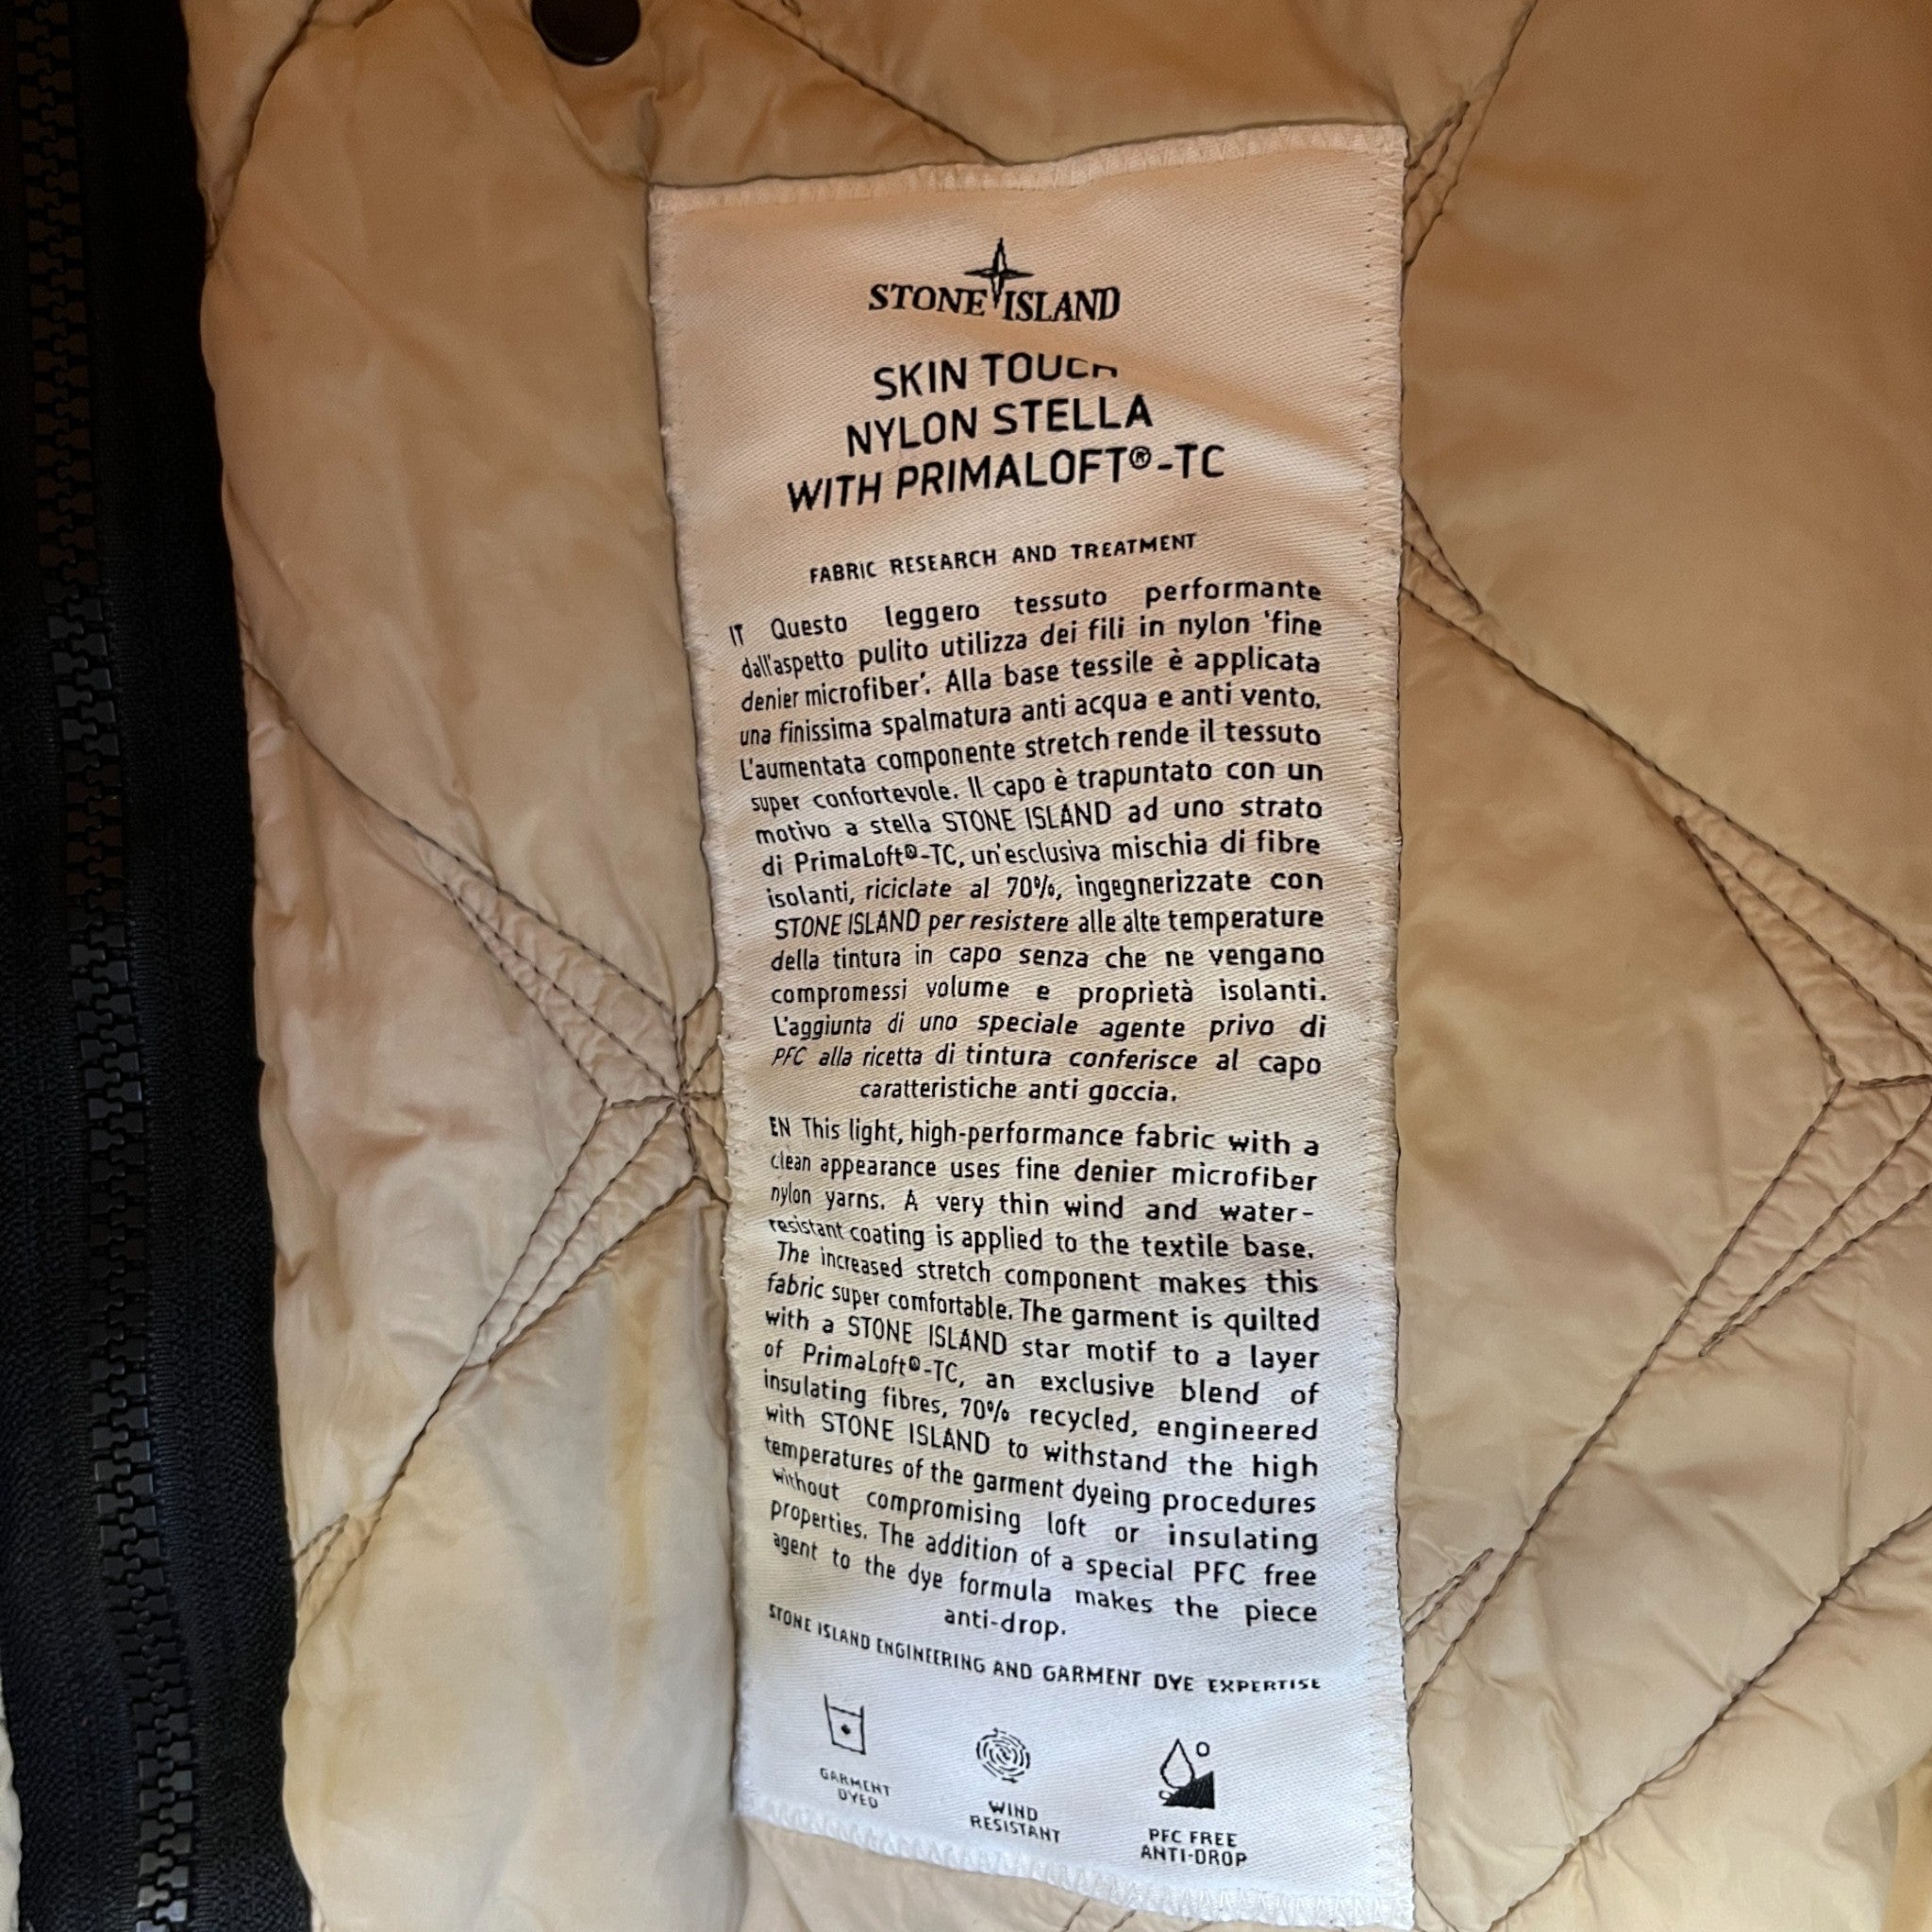 STONE ISLAND
SKIN TOUCH
NYLON STELLA
WITH PRIMALOFT®-TC
FABRIC RESEARCH AND TREATMENT
IT Questo leggero tessuto performante
dall'aspetto pulito utilizza dei fili in nylon 'fine
denier microfiber'. Alla base tessile è applicata
una finissima spalmatura anti acqua e anti vento.
L'aumentata componente stretch rende il tessuto
super confortevole. Il capo è trapuntato con un
motivo a stella STONE ISLAND ad uno strato
di PrimaLoft®-TC, un'esclusiva mischia di fibre
isolanti, riciclate al 70%, ingegnerizzate con
STONE ISLAND per resistere alle alte temperature
della tintura in capo senza che ne vengano
compromessi volume e proprietà isolanti.
L'aggiunta di uno speciale agente privo di
PFC alla ricetta di tintura conferisce al capo
caratteristiche anti goccia.
EN This light, high-performance fabric with a
clean appearance uses fine denier microfiber
nylon yarns. A very thin wind and water-
resistant coating is applied to the textile base.
The increased stretch component makes this
fabric super comfortable. The garment is quilted
with a STONE ISLAND star motif to a layer
of PrimaLoft®-TC, an exclusive blend of
insulating fibres, 70% recycled, engineered
with STONE ISLAND to withstand the high
temperatures of the garment dyeing procedures
without compromising loft or insulating
properties. The addition of a special PFC free
agent to the dye formula makes the piece
anti-drop.
STONE ISLAND ENGINEERING AND GARMENT DYE EXPERTISE
GARMENT
DYED
WIND
RESISTANT
PFC FREE
ANTI-DROP